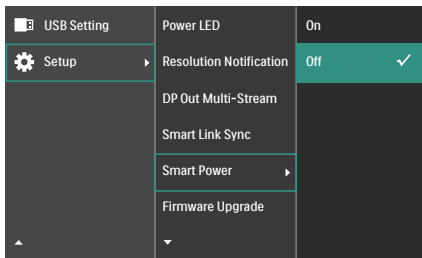 USB Setting
Setup
Power LED
Resolution Notification
DP Out Multi-Stream
Smart Link Sync
Smart Power
Firmware Upgrade
On
Off